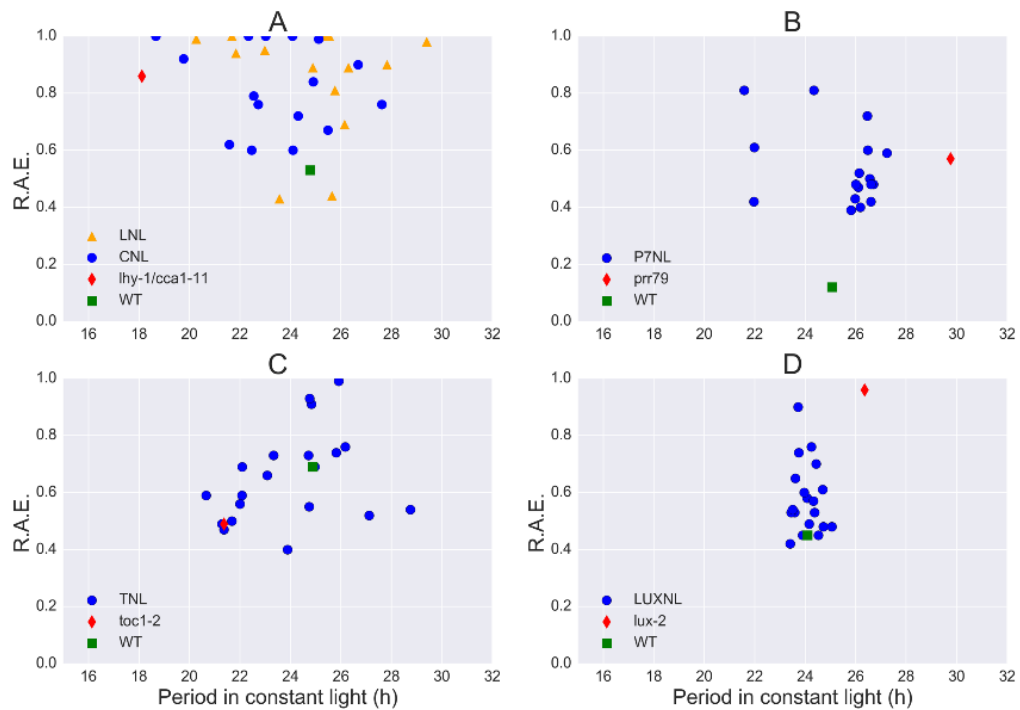 A
B
R.A.E.
1.0
0.8
0.6
0.4
0.2
0.0
LNL
CNL
lhy-1/cca1-11
WT
16 18 20 22 24 26 28 30 32
R.A.E.
1.0
0.8
0.6
0.4
0.2
0.0
P7NL
prr79
WT
16 18 20 22 24 26 28 30 32
C
D
R.A.E.
1.0
0.8
0.6
0.4
0.2
0.0
TNL
toc1-2
WT
16 18 20 22 24 26 28 30 32
Period in constant light (h)
R.A.E.
1.0
0.8
0.6
0.4
0.2
0.0
LUXNL
lux-2
WT
16 18 20 22 24 26 28 30 32
Period in constant light (h)